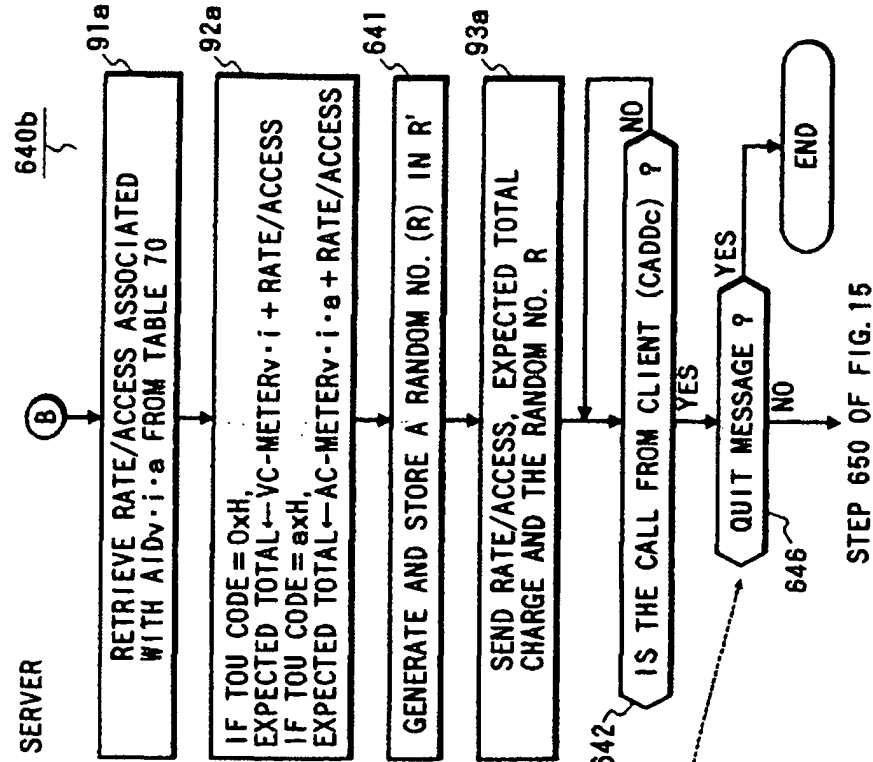 SERVER
640b
B
91a
RETRIEVE RATE/ACCESS ASSOCIATED
WITH AIDv·i·a FROM TABLE 70
92a
IF TOU CODE=0xH,
EXPECTED TOTAL←VC-METERv·i+RATE/ACCESS
IF TOU CODE=axH,
EXPECTED TOTAL←AC-METERv·i·a+RATE/ACCESS
641
GENERATE AND STORE A RANDOM NO. (R) IN R'
93a
SEND RATE/ACCESS, EXPECTED TOTAL
CHARGE AND THE RANDOM NO. R
642
IS THE CALL FROM CLIENT (CADDc) ?
NO
YES
QUIT MESSAGE ?
YES
646
NO
END
STEP 650 OF FIG. 15